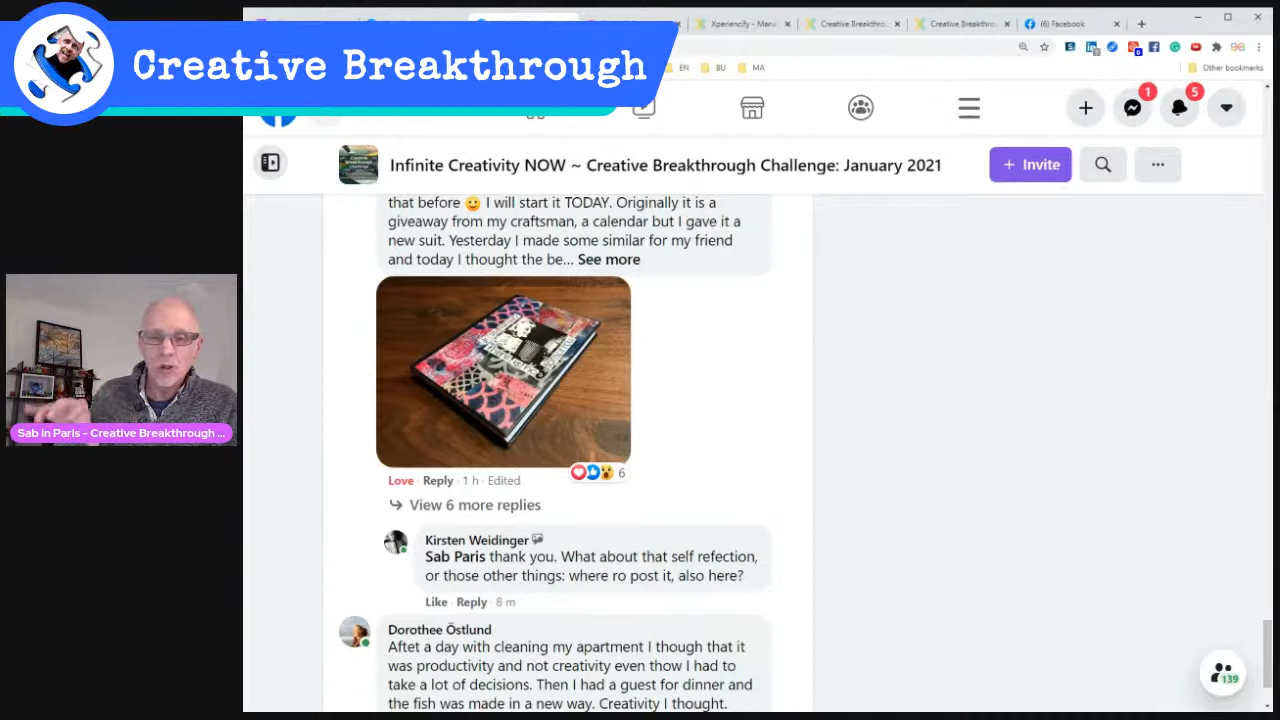 Creative Breakthrough
Xperiencify - Mana
Creative Breakthro
Creative Breakthro
(6) Facebook
EN
BU
MA
Other bookmarks
1
5
Infinite Creativity NOW ~ Creative Breakthrough Challenge: January 2021
+ Invite
that before 🙂 I will start it TODAY. Originally it is a
giveaway from my craftsman, a calendar but I gave it a
new suit. Yesterday I made some similar for my friend
and today I thought the be... See more
Love · Reply · 1 h · Edited
6
View 6 more replies
Kirsten Weidinger
Sab Paris thank you. What about that self refection,
or those other things: where ro post it, also here?
Like · Reply · 8 m
Dorothee Östlund
Aftet a day with cleaning my apartment I though that it
was productivity and not creativity even thow I had to
take a lot of decisions. Then I had a guest for dinner and
the fish was made in a new way. Creativity I thought.
Sab in Paris - Creative Breakthrough ...
139